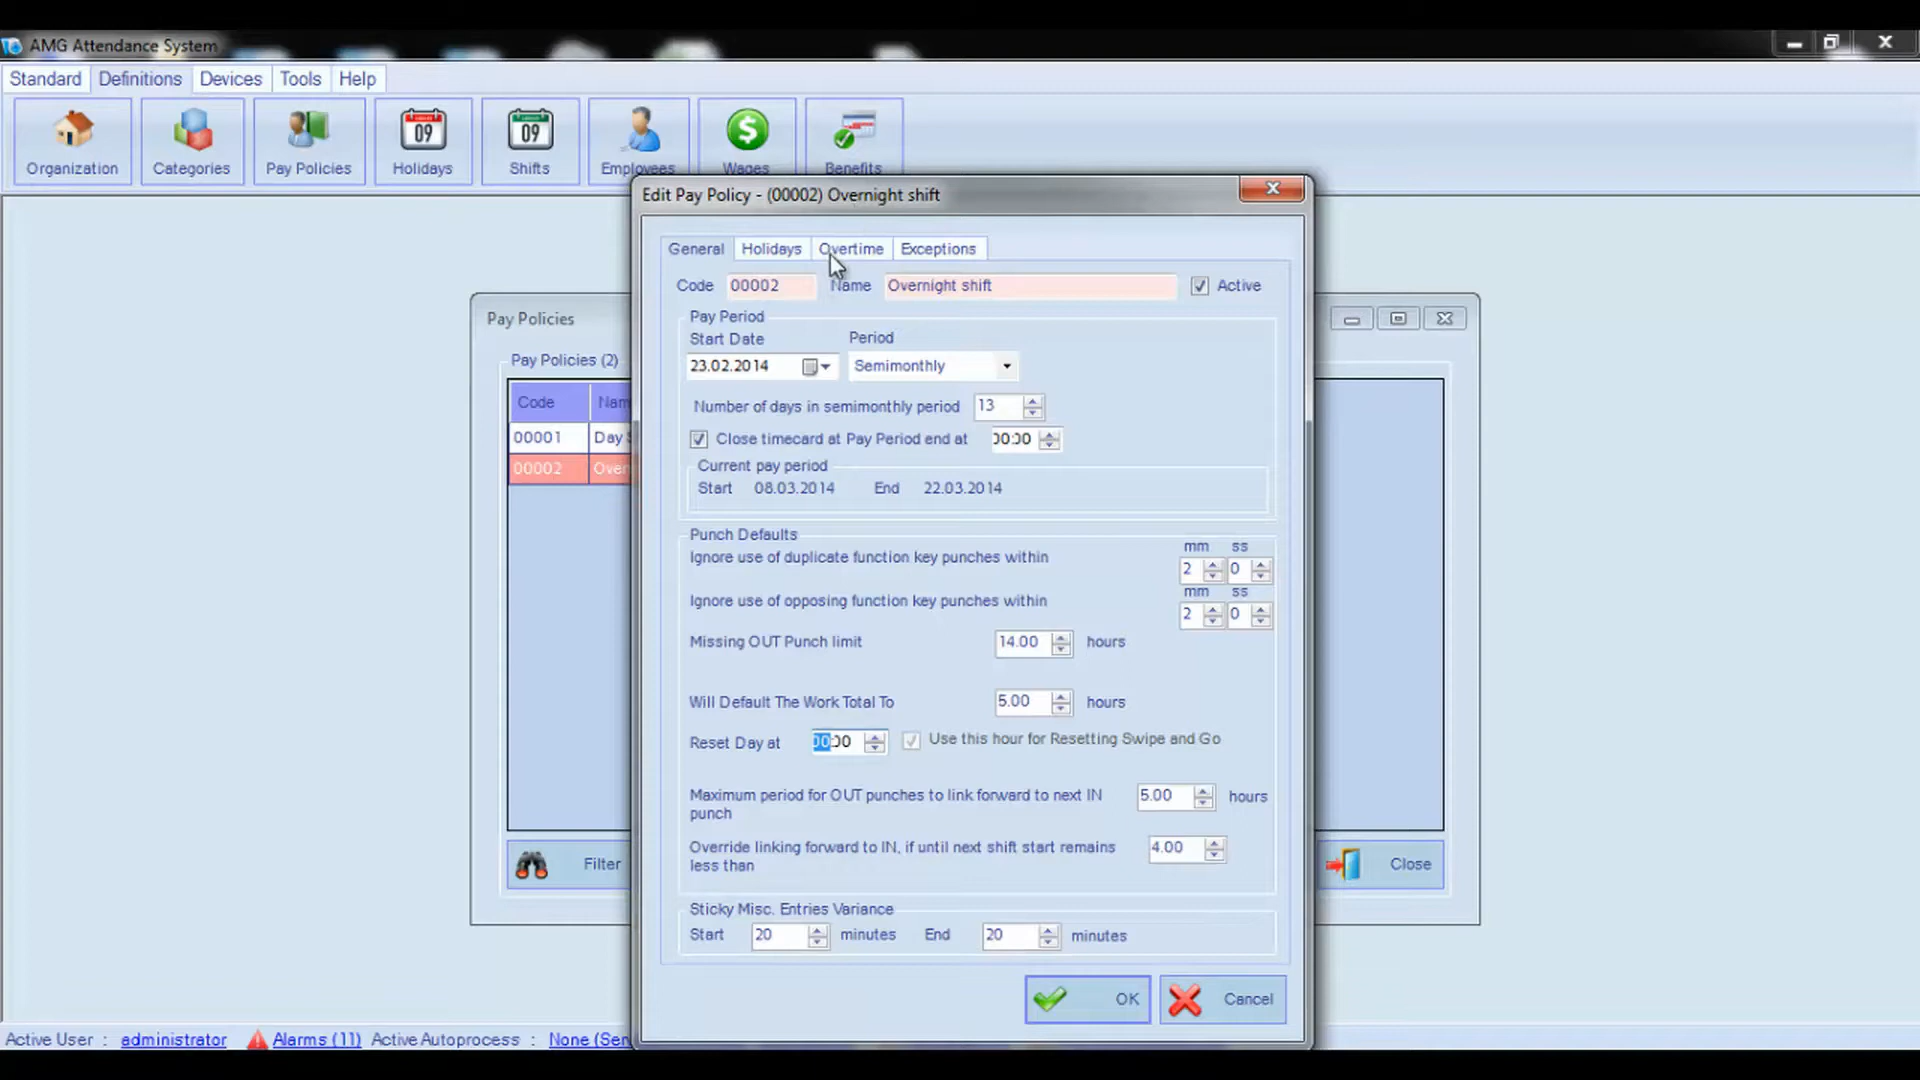 AMG Attendance System
Standard Definitions Devices Tools Help
09 09 $
Organization Categories Pay Policies Holidays Shifts Employees Wages Benefits
Edit Pay Policy - (00002) Overnight shift
General Holidays Overtime Exceptions
Code 00002 Name Overnight shift Active
Pay Policies
Pay Period
Start Date Period
Pay Policies (2)
23.02.2014 Semimonthly
Code
Number of days in semimonthly period 13
00001 Day
Close timecard at Pay Period end at 00:00
Current pay period
00002
Start 08.03.2014 End 22.03.2014
Punch Defaults
mm ss
Ignore use of duplicate function key punches within 2 0
mm ss
Ignore use of opposing function key punches within 2 0
Missing OUT Punch limit 14.00 hours
Will Default The Work Total To 5.00 hours
Reset Day at 00:00 Use this hour for Resetting Swipe and Go
Maximum period for OUT punches to link forward to next IN 5.00 hours
punch
Override linking forward to IN, if until next shift start remains 4.00
less than
Filter Close
Sticky Misc. Entries Variance
Start 20 minutes End 20 minutes
OK Cancel
Active User : administrator Alarms (11) Active Autoprocess : None (Ser